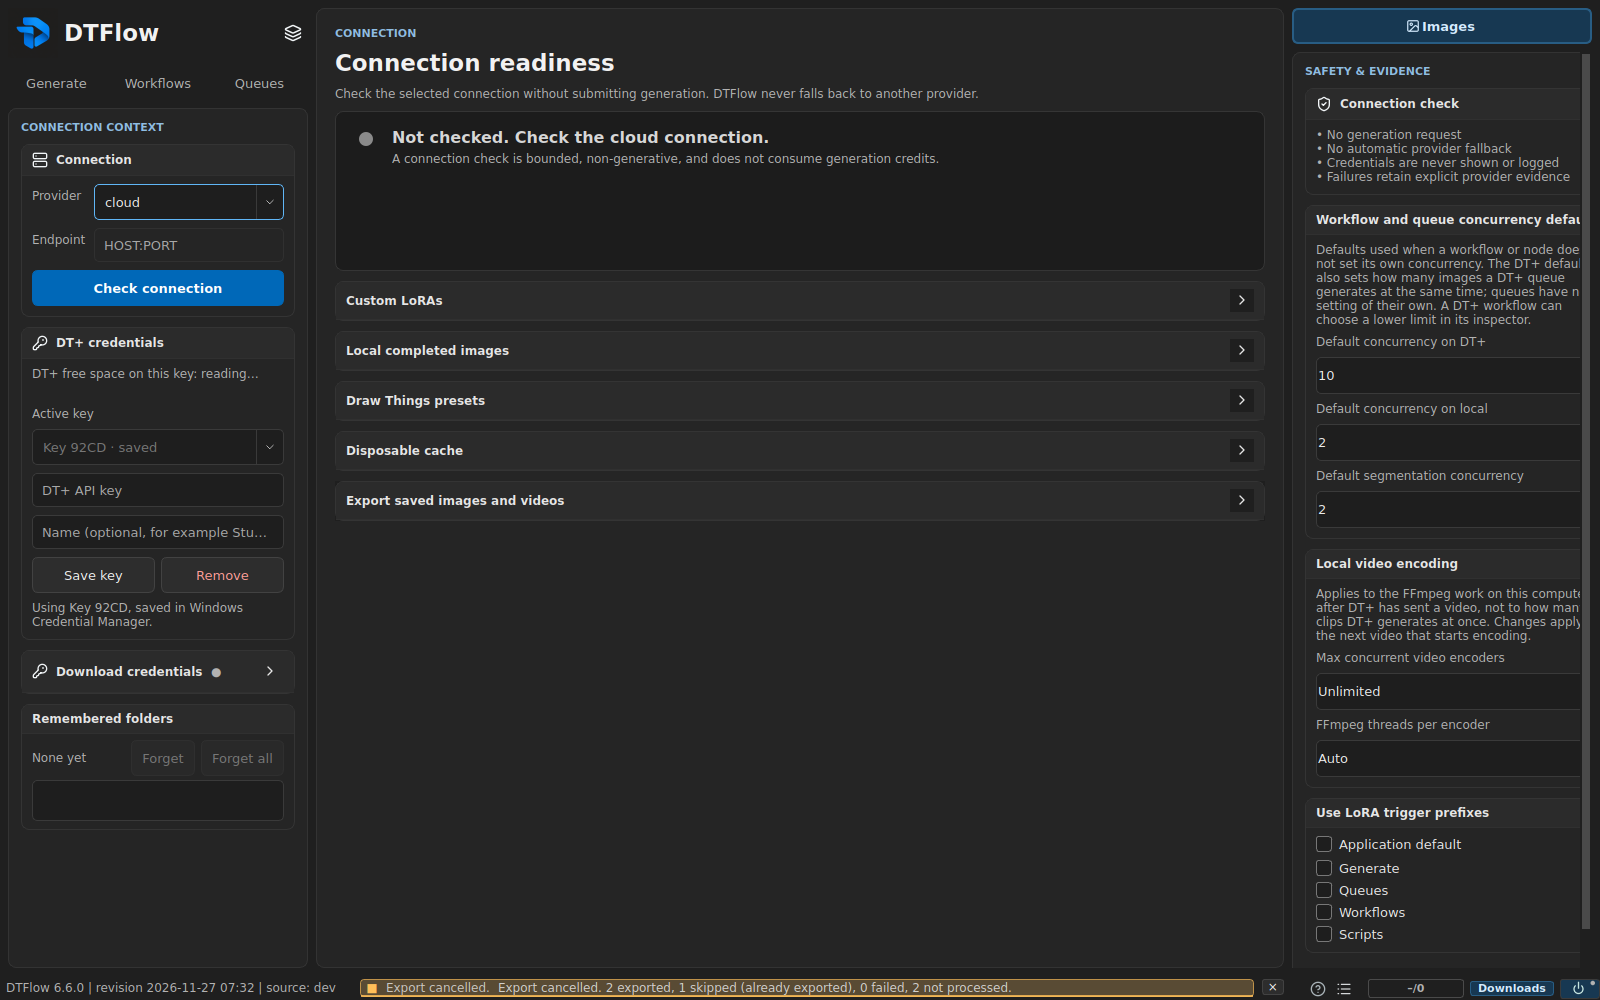 DTFlow
Generate
Workflows
Queues
CONNECTION CONTEXT
Connection
Provider
cloud
Endpoint
HOST:PORT
Check connection
DT+ credentials
DT+ free space on this key: reading...
Active key
Key 92CD · saved
DT+ API key
Name (optional, for example Stu...
Save key
Remove
Using Key 92CD, saved in Windows
Credential Manager.
Download credentials
Remembered folders
None yet
Forget
Forget all
CONNECTION
Connection readiness
Check the selected connection without submitting generation. DTFlow never falls back to another provider.
Not checked. Check the cloud connection.
A connection check is bounded, non-generative, and does not consume generation credits.
Custom LoRAs
Local completed images
Draw Things presets
Disposable cache
Export saved images and videos
Images
SAFETY & EVIDENCE
Connection check
• No generation request
• No automatic provider fallback
• Credentials are never shown or logged
• Failures retain explicit provider evidence
Workflow and queue concurrency defau
Defaults used when a workflow or node doe
not set its own concurrency. The DT+ defaul
also sets how many images a DT+ queue
generates at the same time; queues have n
setting of their own. A DT+ workflow can
choose a lower limit in its inspector.
Default concurrency on DT+
10
Default concurrency on local
2
Default segmentation concurrency
2
Local video encoding
Applies to the FFmpeg work on this compute
after DT+ has sent a video, not to how man
clips DT+ generates at once. Changes apply
the next video that starts encoding.
Max concurrent video encoders
Unlimited
FFmpeg threads per encoder
Auto
Use LoRA trigger prefixes
Application default
Generate
Queues
Workflows
Scripts
DTFlow 6.6.0 | revision 2026-11-27 07:32 | source: dev
Export cancelled. Export cancelled. 2 exported, 1 skipped (already exported), 0 failed, 2 not processed.
-/0
Downloads